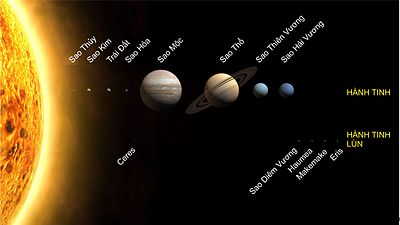 Sao Thủy
Sao Kim
Trái Đất
Sao Hỏa
Sao Mộc
Sao Thổ
Sao Thiên Vương
Sao Hải Vương
HÀNH TINH
HÀNH TINH
LÙN
Ceres
Sao Diêm Vương
Haumea
Makemake
Eris